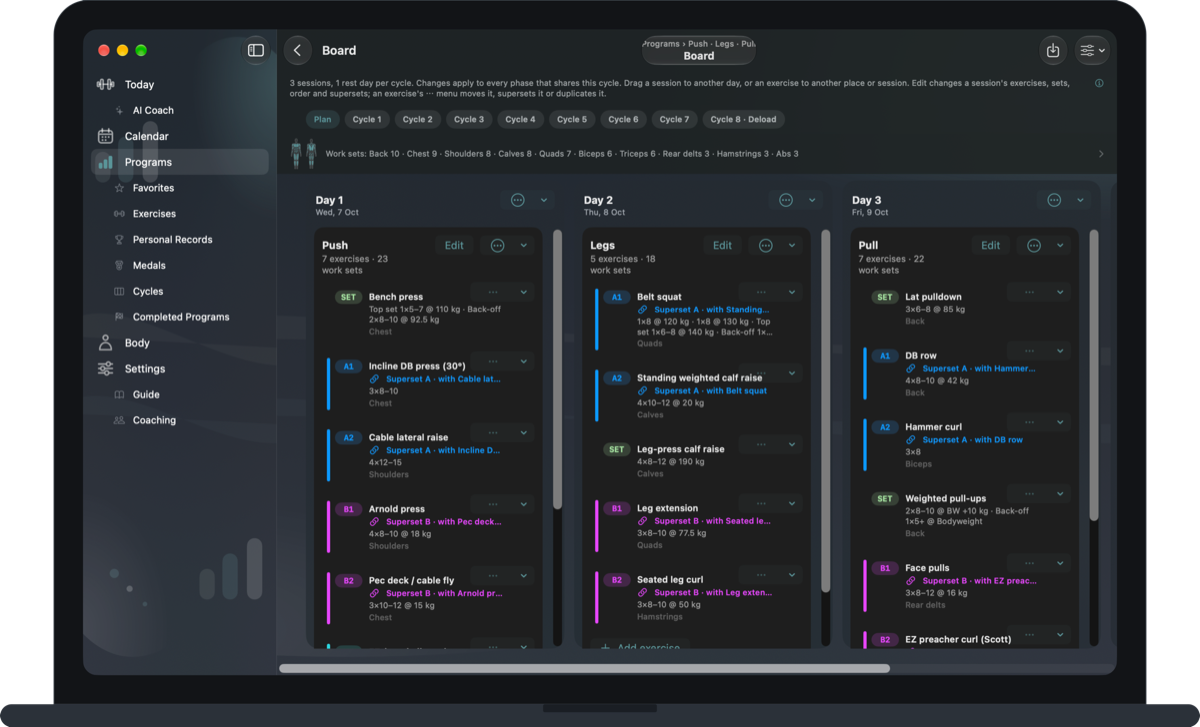 Board
Programs › Push · Legs · Pul
Board
Today
AI Coach
Calendar
Programs
Favorites
Exercises
Personal Records
Medals
Cycles
Completed Programs
Body
Settings
Guide
Coaching
3 sessions, 1 rest day per cycle. Changes apply to every phase that shares this cycle. Drag a session to another day, or an exercise to another place or session. Edit changes a session's exercises, sets,
order and supersets; an exercise's ··· menu moves it, supersets it or duplicates it.
Plan
Cycle 1
Cycle 2
Cycle 3
Cycle 4
Cycle 5
Cycle 6
Cycle 7
Cycle 8 · Deload
Work sets: Back 10 · Chest 9 · Shoulders 8 · Calves 8 · Quads 7 · Biceps 6 · Triceps 6 · Rear delts 3 · Hamstrings 3 · Abs 3
Day 1
Wed, 7 Oct
Push
Edit
7 exercises · 23
work sets
SET
Bench press
Top set 1×5–7 @ 110 kg · Back-off
2×8–10 @ 92.5 kg
Chest
A1
Incline DB press (30°)
Superset A · with Cable lat...
3×8–10
Chest
A2
Cable lateral raise
Superset A · with Incline D...
4×12–15
Shoulders
B1
Arnold press
Superset B · with Pec deck...
4×8–10 @ 18 kg
Shoulders
B2
Pec deck / cable fly
Superset B · with Arnold pr...
3×10–12 @ 15 kg
Chest
Day 2
Thu, 8 Oct
Legs
Edit
5 exercises · 18
work sets
A1
Belt squat
Superset A · with Standing...
1×8 @ 120 kg · 1×8 @ 130 kg · Top
set 1×6–8 @ 140 kg · Back-off 1×...
Quads
A2
Standing weighted calf raise
Superset A · with Belt squat
4×10–12 @ 20 kg
Calves
SET
Leg-press calf raise
4×8–12 @ 190 kg
Calves
B1
Leg extension
Superset B · with Seated le...
3×8–10 @ 77.5 kg
Quads
B2
Seated leg curl
Superset B · with Leg exten...
3×8–10 @ 50 kg
Hamstrings
+ Add exercise
Day 3
Fri, 9 Oct
Pull
Edit
7 exercises · 22
work sets
SET
Lat pulldown
3×6–8 @ 85 kg
Back
A1
DB row
Superset A · with Hammer...
4×8–10 @ 42 kg
Back
A2
Hammer curl
Superset A · with DB row
3×8
Biceps
SET
Weighted pull-ups
2×8–10 @ BW +10 kg · Back-off
1×5+ @ Bodyweight
Back
B1
Face pulls
Superset B · with EZ preac...
3×8–12 @ 16 kg
Rear delts
B2
EZ preacher curl (Scott)